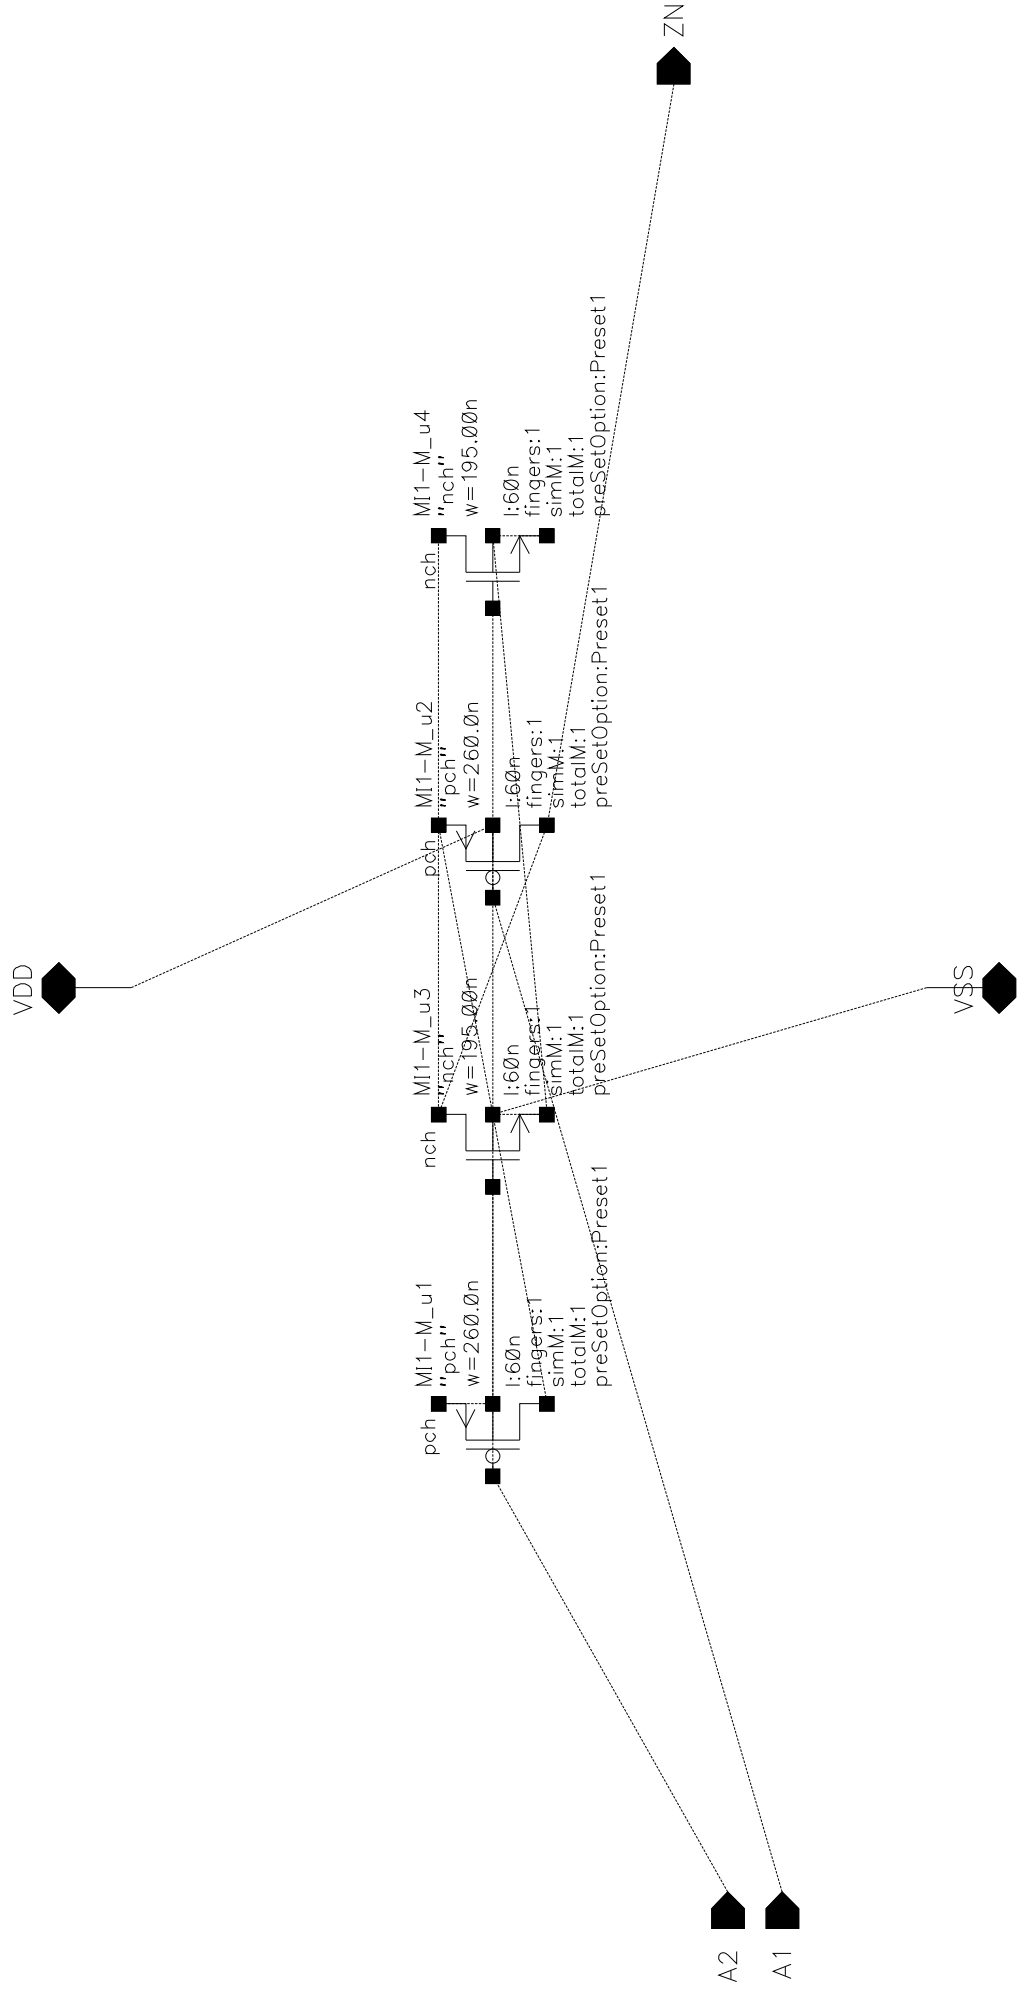 VDD
MI1-M_u1
"pch"
w=260.0n
l:60n
fingers:1
simM:1
totalM:1
preSetOption:Preset1
pch
MI1-M_u3
"nch"
w=195.00n
l:60n
fingers:1
simM:1
totalM:1
preSetOption:Preset1
nch
MI1-M_u2
"pch"
w=260.0n
l:60n
fingers:1
simM:1
totalM:1
preSetOption:Preset1
pch
MI1-M_u4
"nch"
w=195.00n
l:60n
fingers:1
simM:1
totalM:1
preSetOption:Preset1
nch
ZN
A2
A1
VSS